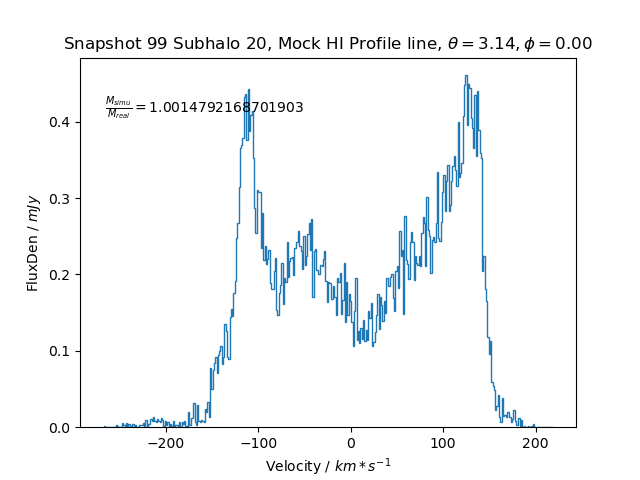 Snapshot 99 Subhalo 20, Mock HI Profile line, θ = 3.14, ϕ = 0.00
M_simu/M_real = 1.0014792168701903
FluxDen / mJy
0.4
0.3
0.2
0.1
0.0
−200 −100 0 100 200
Velocity / km * s⁻¹